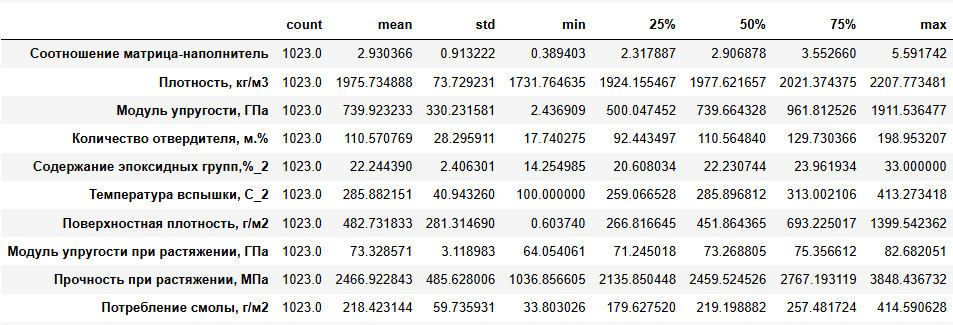 count mean std min 25% 50% 75% max
Соотношение матрица-наполнитель 1023.0 2.930366 0.913222 0.389403 2.317887 2.906878 3.552660 5.591742
Плотность, кг/м3 1023.0 1975.734888 73.729231 1731.764635 1924.155467 1977.621657 2021.374375 2207.773481
Модуль упругости, ГПа 1023.0 739.923233 330.231581 2.436909 500.047452 739.664328 961.812526 1911.536477
Количество отвердителя, м.% 1023.0 110.570769 28.295911 17.740275 92.443497 110.564840 129.730366 198.953207
Содержание эпоксидных групп,%_2 1023.0 22.244390 2.406301 14.254985 20.608034 22.230744 23.961934 33.000000
Температура вспышки, С_2 1023.0 285.882151 40.943260 100.000000 259.066528 285.896812 313.002106 413.273418
Поверхностная плотность, г/м2 1023.0 482.731833 281.314690 0.603740 266.816645 451.864365 693.225017 1399.542362
Модуль упругости при растяжении, ГПа 1023.0 73.328571 3.118983 64.054061 71.245018 73.268805 75.356612 82.682051
Прочность при растяжении, МПа 1023.0 2466.922843 485.628006 1036.856605 2135.850448 2459.524526 2767.193119 3848.436732
Потребление смолы, г/м2 1023.0 218.423144 59.735931 33.803026 179.627520 219.198882 257.481724 414.590628